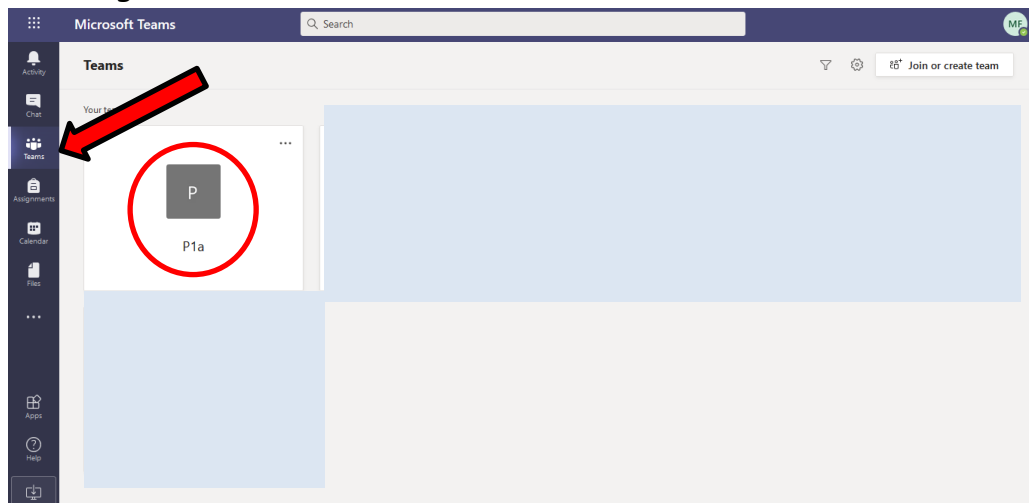 Microsoft Teams
Search
MF
Activity
Chat
Teams
Assignments
Calendar
Files
Apps
Help
Teams
Join or create team
Your
P
P1a